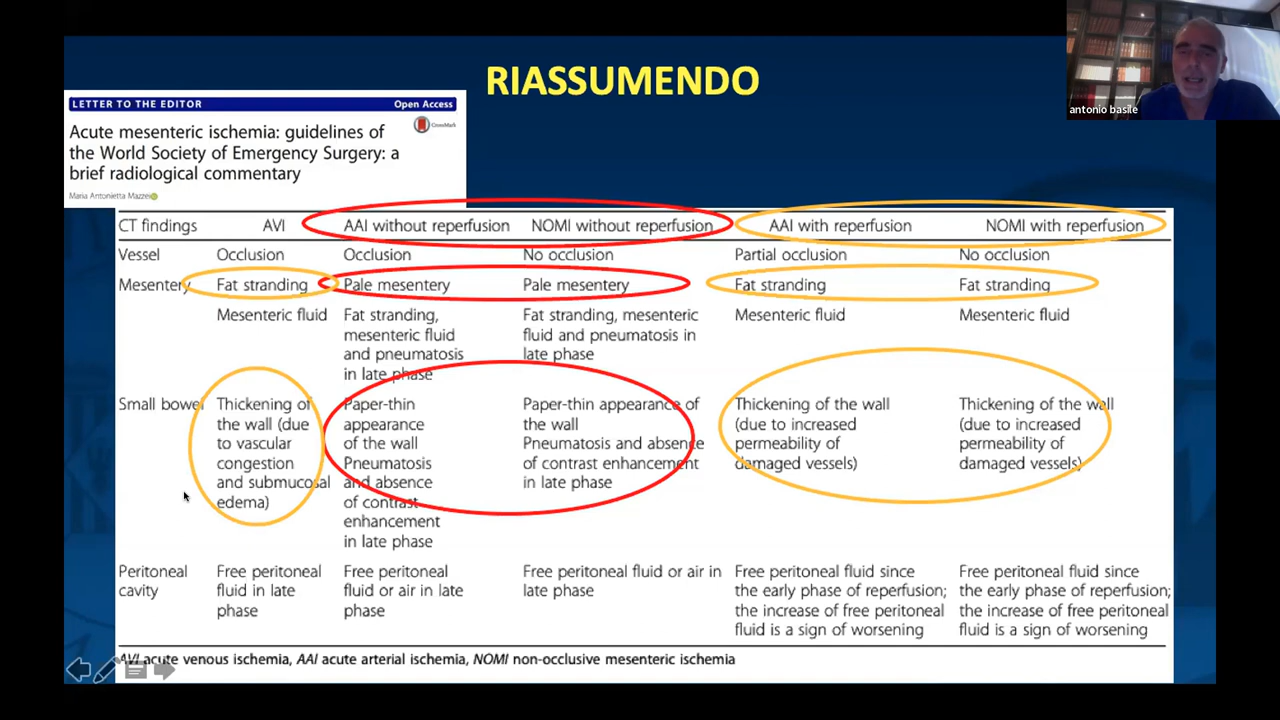 RIASSUMENDO
antonio basile
LETTER TO THE EDITOR Open Access
Acute mesenteric ischemia: guidelines of
the World Society of Emergency Surgery: a
brief radiological commentary
CrossMark
Maria Antonietta Mazzei
CT findings AVI AAI without reperfusion NOMI without reperfusion AAI with reperfusion NOMI with reperfusion
Vessel Occlusion Occlusion No occlusion Partial occlusion No occlusion
Mesentery Fat stranding Pale mesentery Pale mesentery Fat stranding Fat stranding
Mesenteric fluid Fat stranding, Fat stranding, mesenteric Mesenteric fluid Mesenteric fluid
mesenteric fluid fluid and pneumatosis in
and pneumatosis late phase
in late phase
Small bowel Thickening of Paper-thin Paper-thin appearance of Thickening of the wall Thickening of the wall
the wall (due appearance the wall (due to increased (due to increased
to vascular of the wall Pneumatosis and absence permeability of permeability of
congestion Pneumatosis of contrast enhancement damaged vessels) damaged vessels)
and submucosal and absence in late phase
edema) of contrast
enhancement
in late phase
Peritoneal Free peritoneal Free peritoneal Free peritoneal fluid or air in Free peritoneal fluid since Free peritoneal fluid since
cavity fluid in late fluid or air in late late phase the early phase of reperfusion; the early phase of reperfusion;
phase phase the increase of free peritoneal the increase of free peritoneal
fluid is a sign of worsening fluid is a sign of worsening
AVI acute venous ischemia, AAI acute arterial ischemia, NOMI non-occlusive mesenteric ischemia